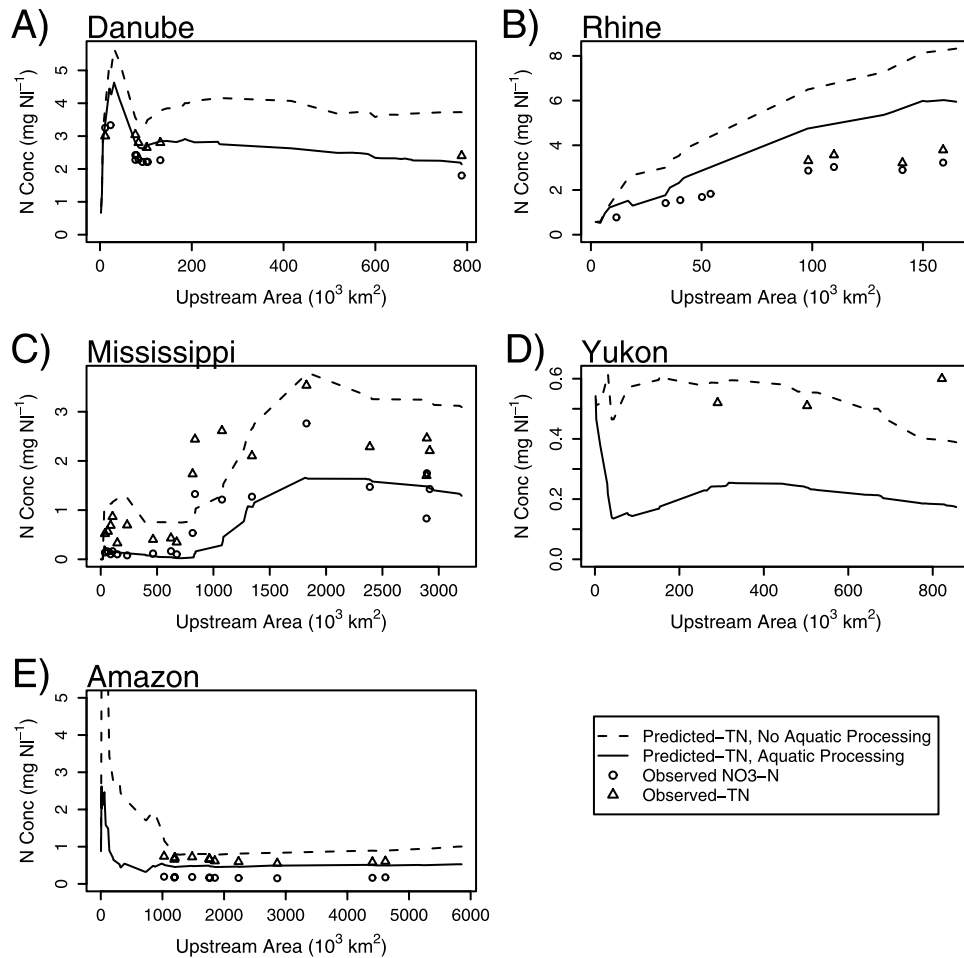 A) Danube
N Conc (mg Nl⁻¹)
5
4
3
2
1
0
0 200 400 600 800
Upstream Area (10³ km²)
B) Rhine
N Conc (mg Nl⁻¹)
8
6
4
2
0
0 50 100 150
Upstream Area (10³ km²)
C) Mississippi
N Conc (mg Nl⁻¹)
3
2
1
0
0 500 1000 1500 2000 2500 3000
Upstream Area (10³ km²)
D) Yukon
N Conc (mg Nl⁻¹)
0.6
0.4
0.2
0.0
0 200 400 600 800
Upstream Area (10³ km²)
E) Amazon
N Conc (mg Nl⁻¹)
5
4
3
2
1
0
0 1000 2000 3000 4000 5000 6000
Upstream Area (10³ km²)
Predicted−TN, No Aquatic Processing
Predicted−TN, Aquatic Processing
Observed NO3−N
Observed−TN